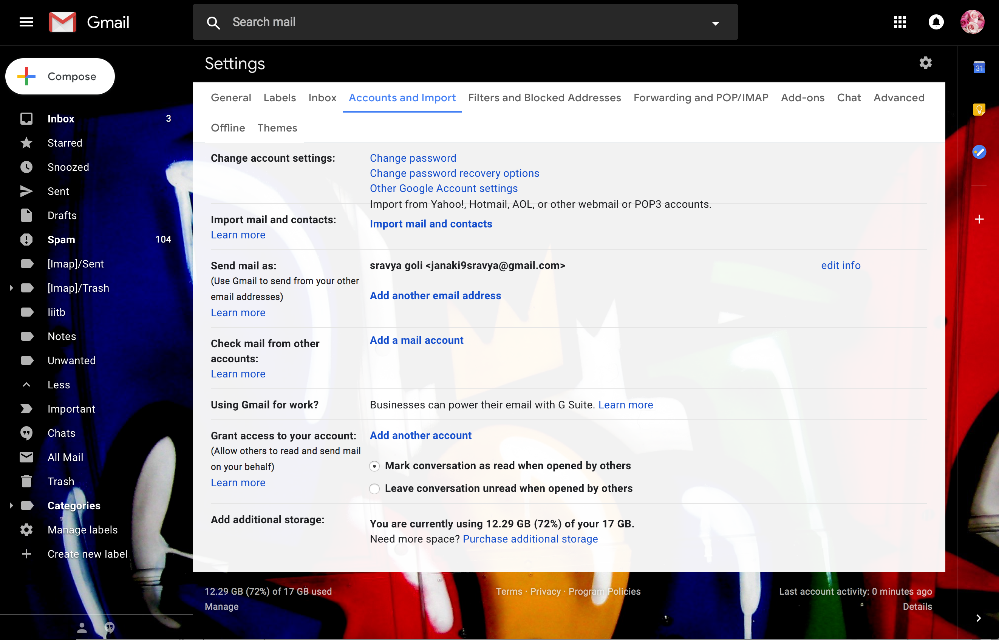 Gmail
Search mail
Compose
Inbox 3
Starred
Snoozed
Sent
Drafts
Spam 104
[Imap]/Sent
[Imap]/Trash
Iiitb
Notes
Unwanted
Less
Important
Chats
All Mail
Trash
Categories
Manage labels
Create new label
Settings
General Labels Inbox Accounts and Import Filters and Blocked Addresses Forwarding and POP/IMAP Add-ons Chat Advanced
Offline Themes
Change account settings:
Change password
Change password recovery options
Other Google Account settings
Import from Yahoo!, Hotmail, AOL, or other webmail or POP3 accounts.
Import mail and contacts:
Learn more
Import mail and contacts
Send mail as:
(Use Gmail to send from your other
email addresses)
Learn more
sravya goli <janaki9sravya@gmail.com> edit info
Add another email address
Check mail from other
accounts:
Learn more
Add a mail account
Using Gmail for work? Businesses can power their email with G Suite. Learn more
Grant access to your account:
(Allow others to read and send mail
on your behalf)
Learn more
Add another account
Mark conversation as read when opened by others
Leave conversation unread when opened by others
Add additional storage:
You are currently using 12.29 GB (72%) of your 17 GB.
Need more space? Purchase additional storage
12.29 GB (72%) of 17 GB used
Manage
Terms · Privacy · Program Policies
Last account activity: 0 minutes ago
Details
31